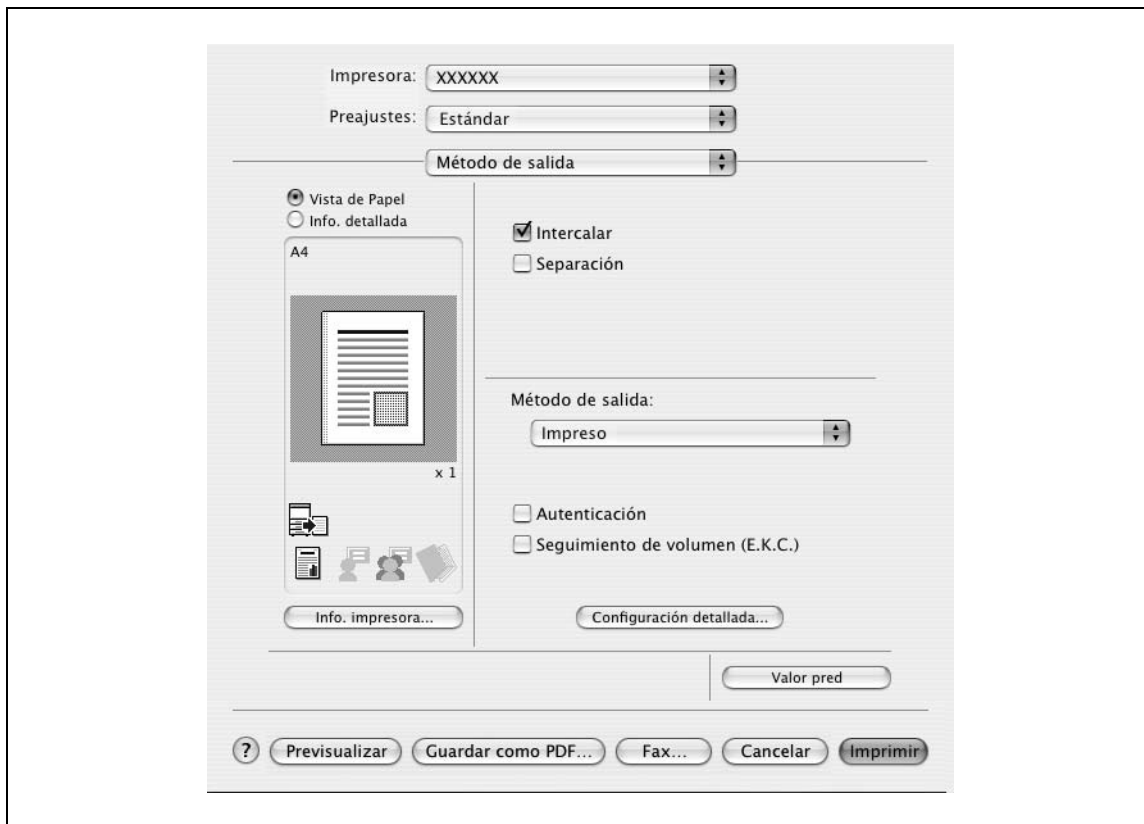 Impresora: XXXXXX
Preajustes: Estándar
Método de salida
Vista de Papel
Info. detallada
A4
x 1
Info. impresora...
Intercalar
Separación
Método de salida:
Impreso
Autenticación
Seguimiento de volumen (E.K.C.)
Configuración detallada...
Valor pred
? Previsualizar Guardar como PDF... Fax... Cancelar Imprimir